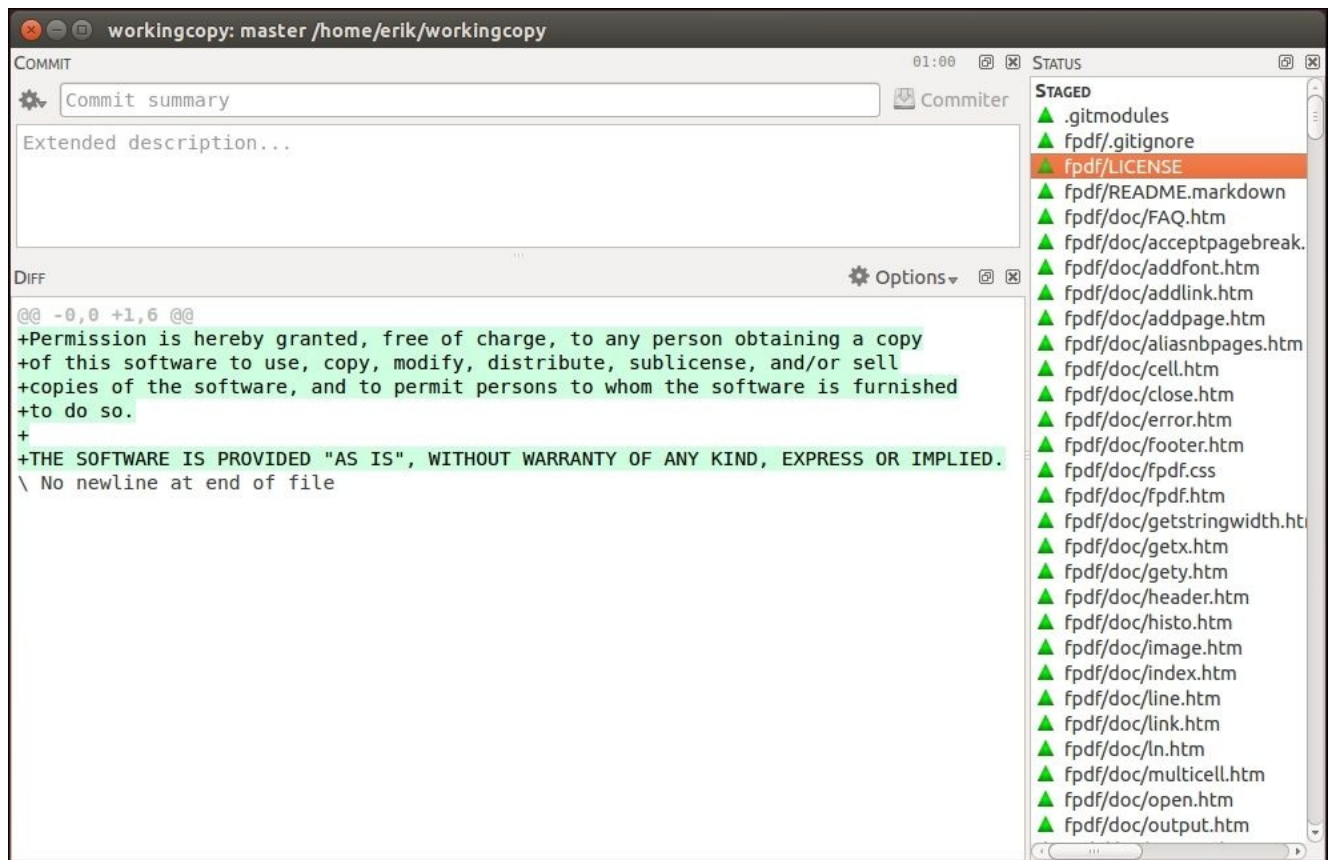 workingcopy: master /home/erik/workingcopy
COMMIT 01:00
Commit summary Commiter
Extended description...
DIFF Options
@@ -0,0 +1,6 @@
+Permission is hereby granted, free of charge, to any person obtaining a copy
+of this software to use, copy, modify, distribute, sublicense, and/or sell
+copies of the software, and to permit persons to whom the software is furnished
+to do so.
+
+THE SOFTWARE IS PROVIDED "AS IS", WITHOUT WARRANTY OF ANY KIND, EXPRESS OR IMPLIED.
\ No newline at end of file
STATUS
STAGED
.gitmodules
fpdf/.gitignore
fpdf/LICENSE
fpdf/README.markdown
fpdf/doc/FAQ.htm
fpdf/doc/acceptpagebreak.
fpdf/doc/addfont.htm
fpdf/doc/addlink.htm
fpdf/doc/addpage.htm
fpdf/doc/aliasnbpages.htm
fpdf/doc/cell.htm
fpdf/doc/close.htm
fpdf/doc/error.htm
fpdf/doc/footer.htm
fpdf/doc/fpdf.css
fpdf/doc/fpdf.htm
fpdf/doc/getstringwidth.ht
fpdf/doc/getx.htm
fpdf/doc/gety.htm
fpdf/doc/header.htm
fpdf/doc/histo.htm
fpdf/doc/image.htm
fpdf/doc/index.htm
fpdf/doc/line.htm
fpdf/doc/link.htm
fpdf/doc/ln.htm
fpdf/doc/multicell.htm
fpdf/doc/open.htm
fpdf/doc/output.htm